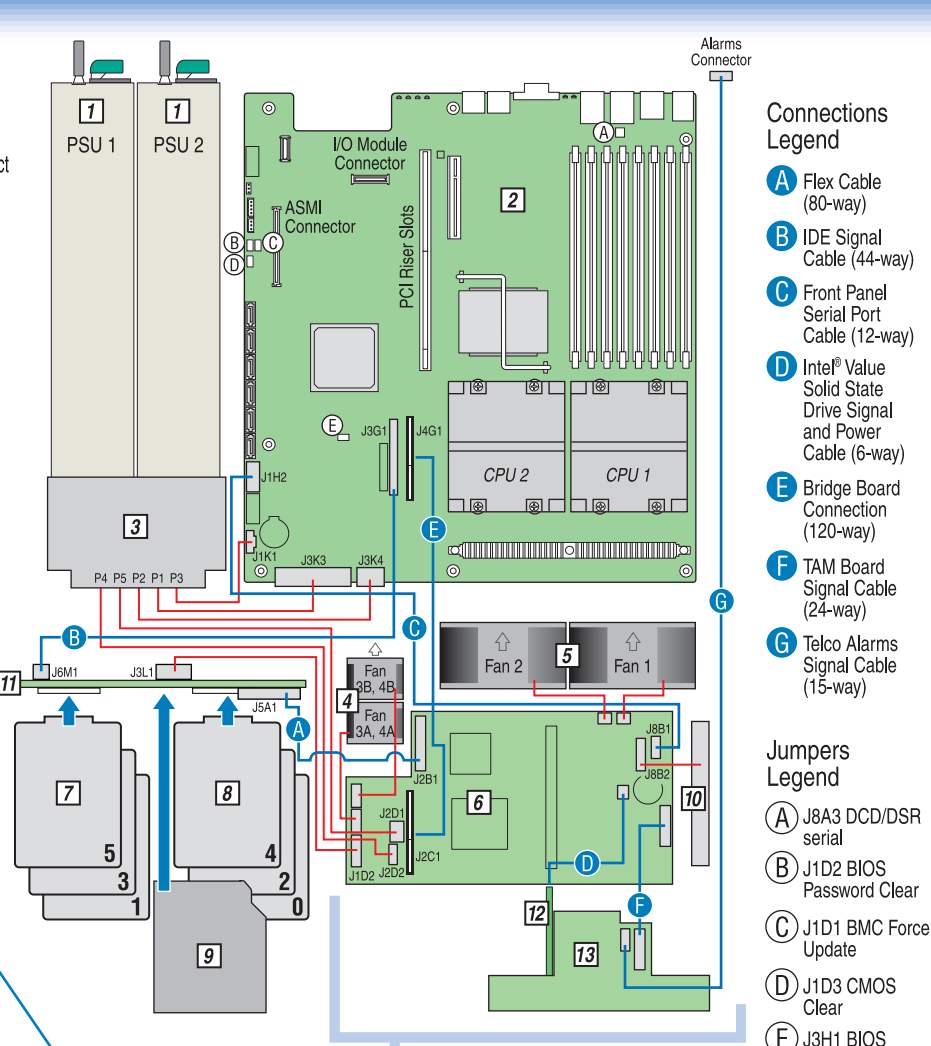 Alarms
Connector
1
PSU 1
1
PSU 2
ct
I/O Module
Connector
ASMI
Connector
PCI Riser Slots
2
A
B
C
D
E
J3G1
J4G1
CPU 2
CPU 1
J1H2
J1K1
J3K3
J3K4
3
P4 P5 P2 P1 P3
E
G
B
C
J6M1
J3L1
11
J5A1
A
Fan
3B, 4B
4
Fan
3A, 4A
Fan 2
5
Fan 1
7
8
5
3
1
4
2
0
9
J2B1
6
J8B1
J8B2
10
J2D1
J2C1
J1D2
J2D2
D
F
12
13
Connections
Legend
A Flex Cable
(80-way)
B IDE Signal
Cable (44-way)
C Front Panel
Serial Port
Cable (12-way)
D Intel® Value
Solid State
Drive Signal
and Power
Cable (6-way)
E Bridge Board
Connection
(120-way)
F TAM Board
Signal Cable
(24-way)
G Telco Alarms
Signal Cable
(15-way)
Jumpers
Legend
A J8A3 DCD/DSR
serial
B J1D2 BIOS
Password Clear
C J1D1 BMC Force
Update
D J1D3 CMOS
Clear
E J3H1 BIOS